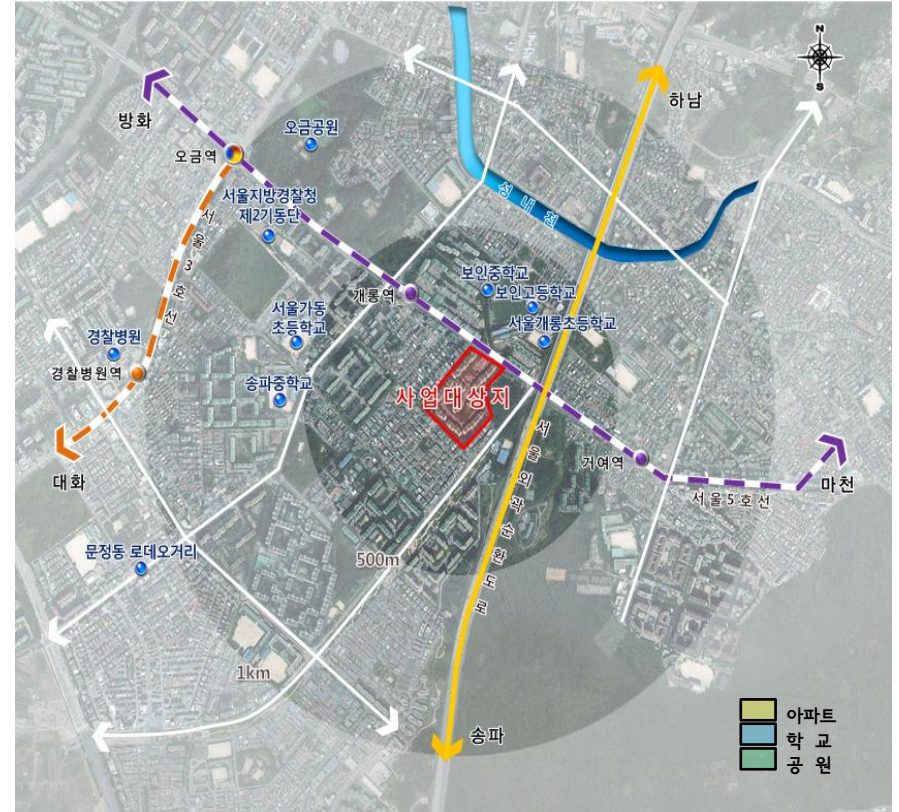 N
S
하남
방화
오금공원
오금역
서울지방경찰청
제2기동단
서울3호선
성내천
보인중학교
개롱역
보인고등학교
서울가동
초등학교
서울개롱초등학교
경찰병원
경찰병원역
송파중학교
사업대상지
서울외곽순환도로
거여역
대화
마천
서울5호선
문정동 로데오거리
500m
1km
송파
아파트
학 교
공 원